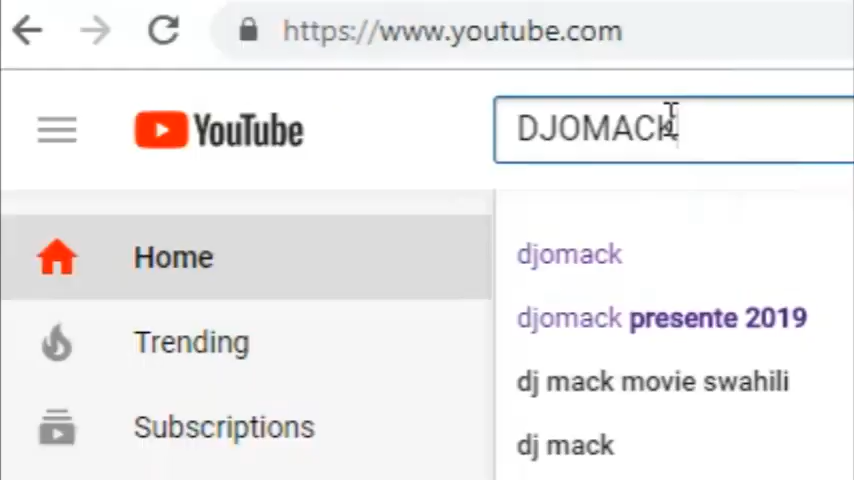 https://www.youtube.com
YouTube
DJOMACK
Home
djomack
djomack presente 2019
Trending
dj mack movie swahili
Subscriptions
dj mack